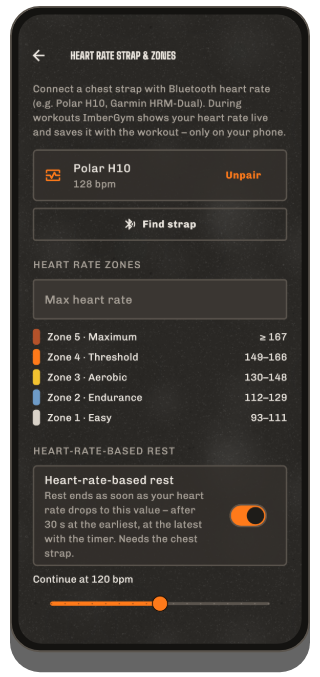 HEART RATE STRAP & ZONES
Connect a chest strap with Bluetooth heart rate
(e.g. Polar H10, Garmin HRM-Dual). During
workouts ImberGym shows your heart rate live
and saves it with the workout – only on your phone.
Polar H10
128 bpm
Unpair
Find strap
HEART RATE ZONES
Max heart rate
Zone 5 · Maximum ≥ 167
Zone 4 · Threshold 149–166
Zone 3 · Aerobic 130–148
Zone 2 · Endurance 112–129
Zone 1 · Easy 93–111
HEART-RATE-BASED REST
Heart-rate-based rest
Rest ends as soon as your heart
rate drops to this value – after
30 s at the earliest, at the latest
with the timer. Needs the chest
strap.
Continue at 120 bpm